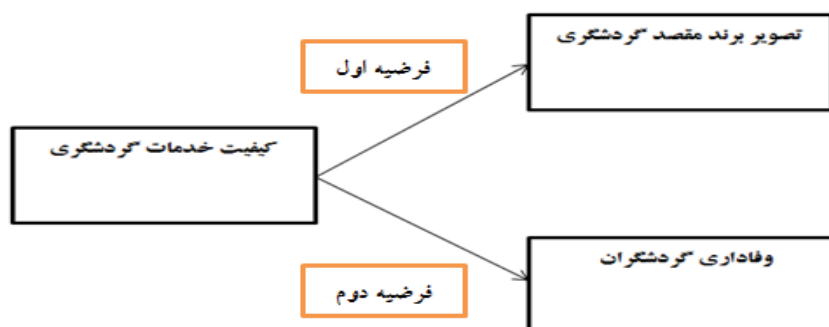 تصویر برند مقصد گردشگری
فرضیه اول
کیفیت خدمات گردشگری
وفاداری گردشگران
فرضیه دوم